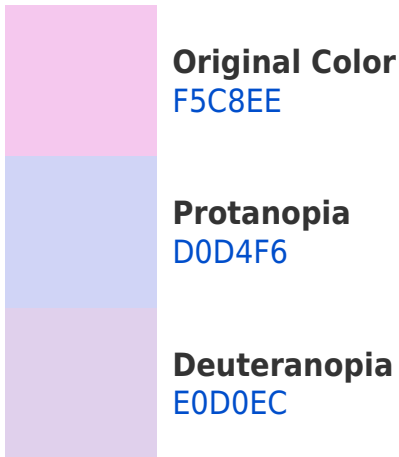 Original Color
F5C8EE
Protanopia
D0D4F6
Deuteranopia
E0D0EC